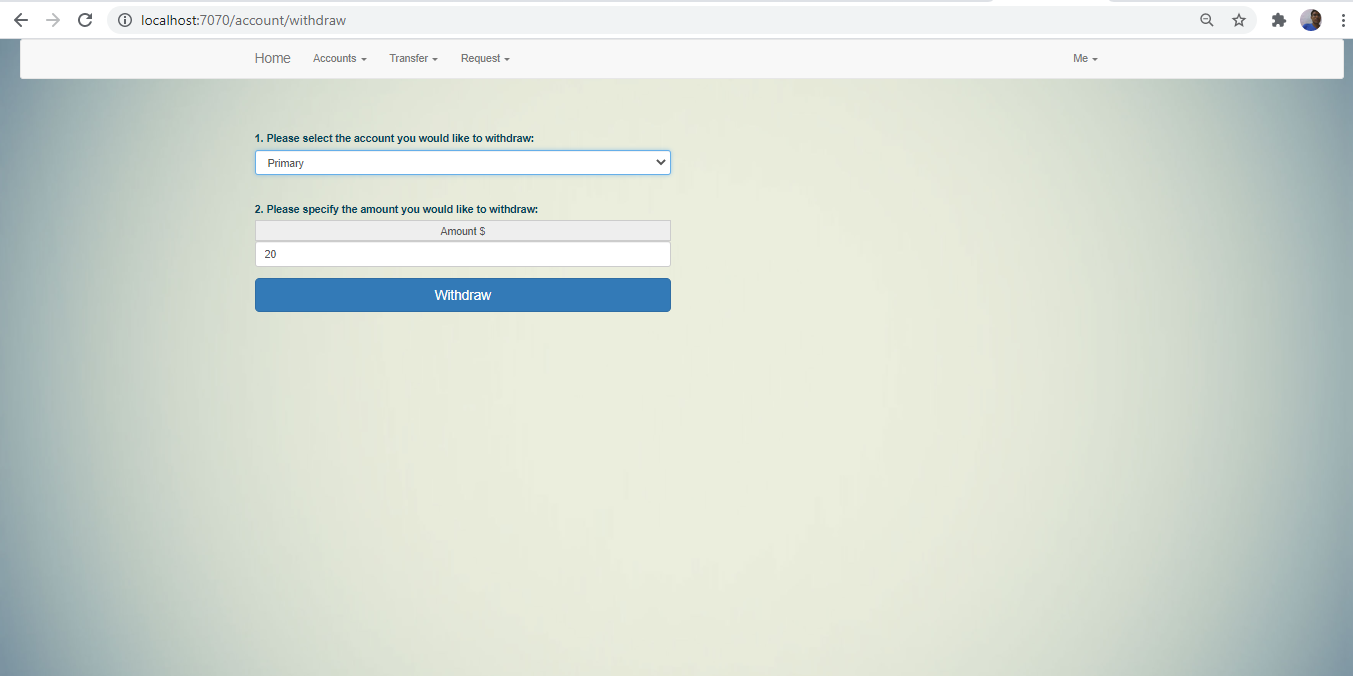 localhost:7070/account/withdraw
Home Accounts Transfer Request Me
1. Please select the account you would like to withdraw:
Primary
2. Please specify the amount you would like to withdraw:
Amount $
20
Withdraw